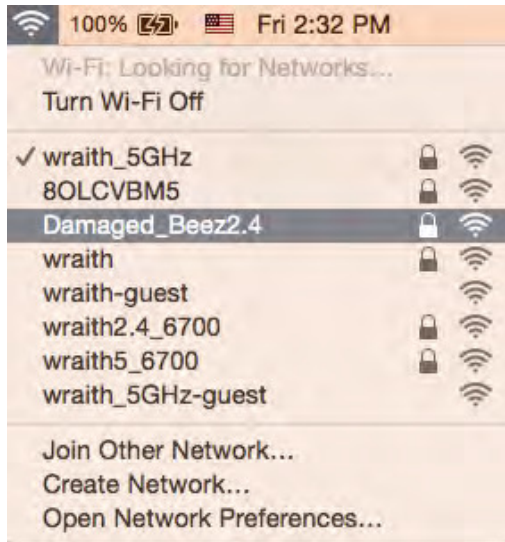 100% Fri 2:32 PM
Wi-Fi: Looking for Networks...
Turn Wi-Fi Off
wraith_5GHz
8OLCVBM5
Damaged_Beez2.4
wraith
wraith-guest
wraith2.4_6700
wraith5_6700
wraith_5GHz-guest
Join Other Network...
Create Network...
Open Network Preferences...